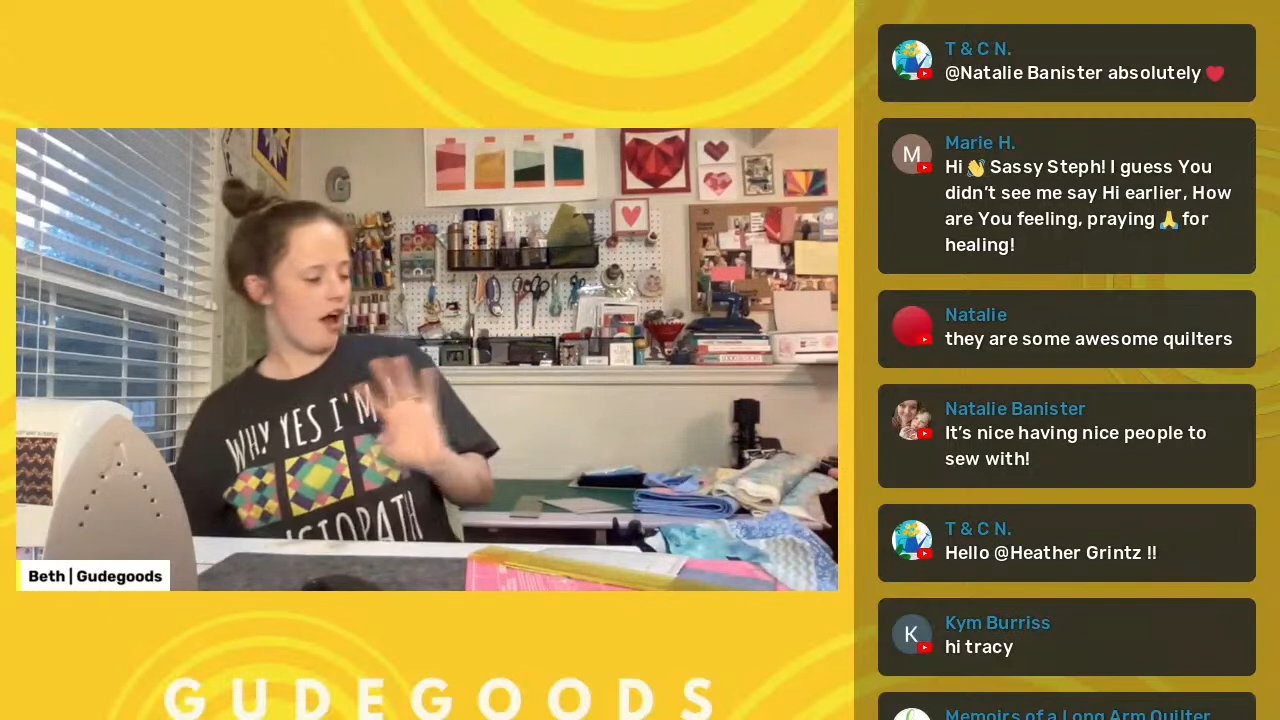 T & C N.
@Natalie Banister absolutely ❤️
Marie H.
Hi 👋 Sassy Steph! I guess You
didn't see me say Hi earlier, How
are You feeling, praying 🙏 for
healing!
Natalie
they are some awesome quilters
Natalie Banister
It's nice having nice people to
sew with!
T & C N.
Hello @Heather Grintz !!
Kym Burriss
hi tracy
Memoirs of a Long Arm Quilter
M
K
G
WHY YES I'M
Beth | Gudegoods
GUDEGOODS